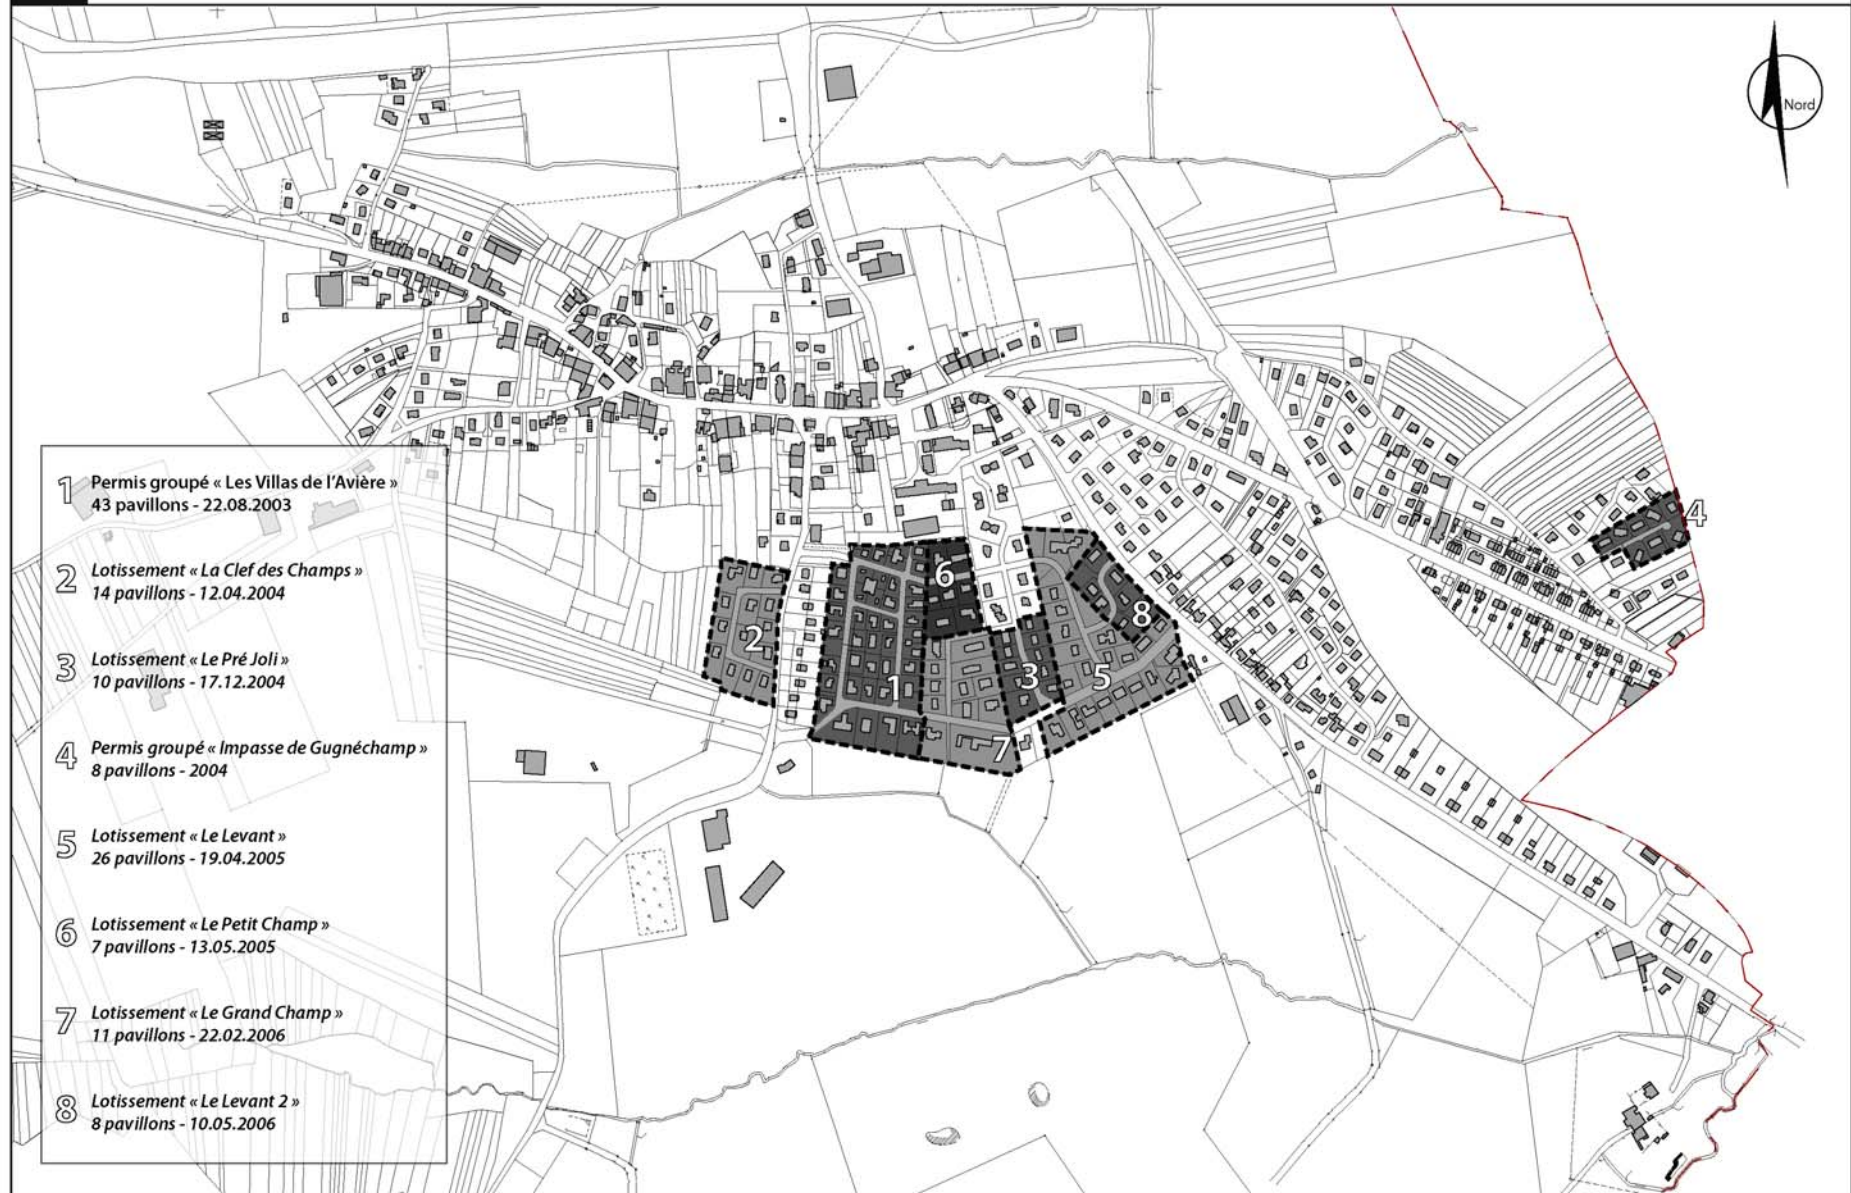 Nord
1 Permis groupé « Les Villas de l'Avière »
43 pavillons - 22.08.2003
2 Lotissement « La Clef des Champs »
14 pavillons - 12.04.2004
3 Lotissement « Le Pré Joli »
10 pavillons - 17.12.2004
4 Permis groupé « Impasse de Gugnéchamp »
8 pavillons - 2004
5 Lotissement « Le Levant »
26 pavillons - 19.04.2005
6 Lotissement « Le Petit Champ »
7 pavillons - 13.05.2005
7 Lotissement « Le Grand Champ »
11 pavillons - 22.02.2006
8 Lotissement « Le Levant 2 »
8 pavillons - 10.05.2006
4
6
8
2
1
3
5
7